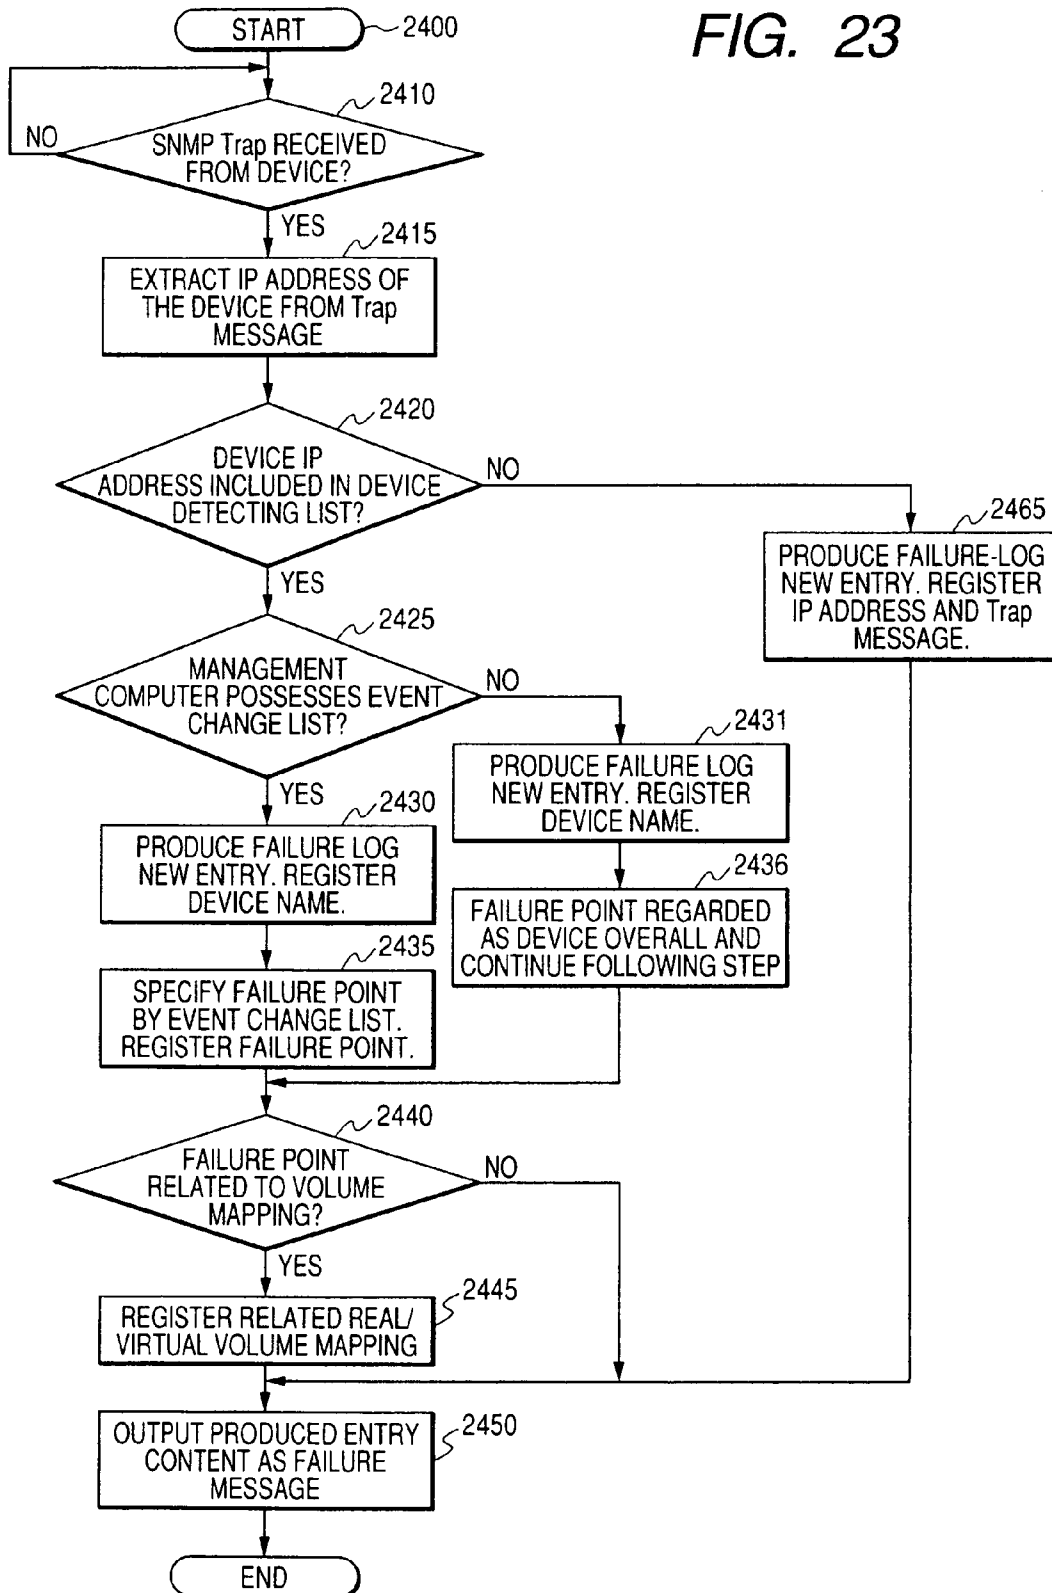 FIG. 23
START
2400
2410
NO
SNMP Trap RECEIVED
FROM DEVICE?
YES
2415
EXTRACT IP ADDRESS OF
THE DEVICE FROM Trap
MESSAGE
2420
DEVICE IP
ADDRESS INCLUDED IN DEVICE
DETECTING LIST?
NO
YES
2465
PRODUCE FAILURE-LOG
NEW ENTRY. REGISTER
IP ADDRESS AND Trap
MESSAGE.
2425
MANAGEMENT
COMPUTER POSSESSES EVENT
CHANGE LIST?
NO
YES
2431
PRODUCE FAILURE LOG
NEW ENTRY. REGISTER
DEVICE NAME.
2430
PRODUCE FAILURE LOG
NEW ENTRY. REGISTER
DEVICE NAME.
2436
FAILURE POINT REGARDED
AS DEVICE OVERALL AND
CONTINUE FOLLOWING STEP
2435
SPECIFY FAILURE POINT
BY EVENT CHANGE LIST.
REGISTER FAILURE POINT.
2440
FAILURE POINT
RELATED TO VOLUME
MAPPING?
NO
YES
2445
REGISTER RELATED REAL/
VIRTUAL VOLUME MAPPING
2450
OUTPUT PRODUCED ENTRY
CONTENT AS FAILURE
MESSAGE
END